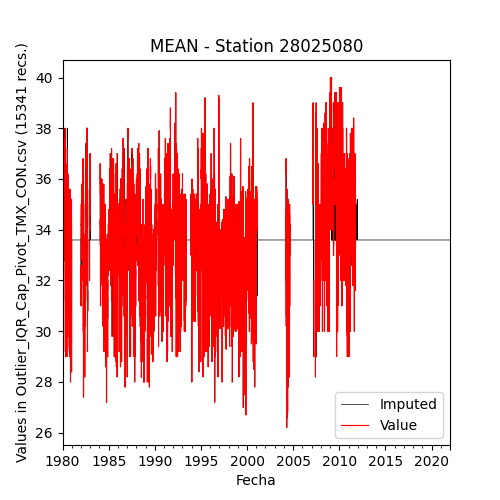 MEAN - Station 28025080
Values in Outlier_IQR_Cap_Pivot_TMX_CON.csv (15341 recs.)
40
38
36
34
32
30
28
26
1980 1985 1990 1995 2000 2005 2010 2015 2020
Fecha
Imputed
Value